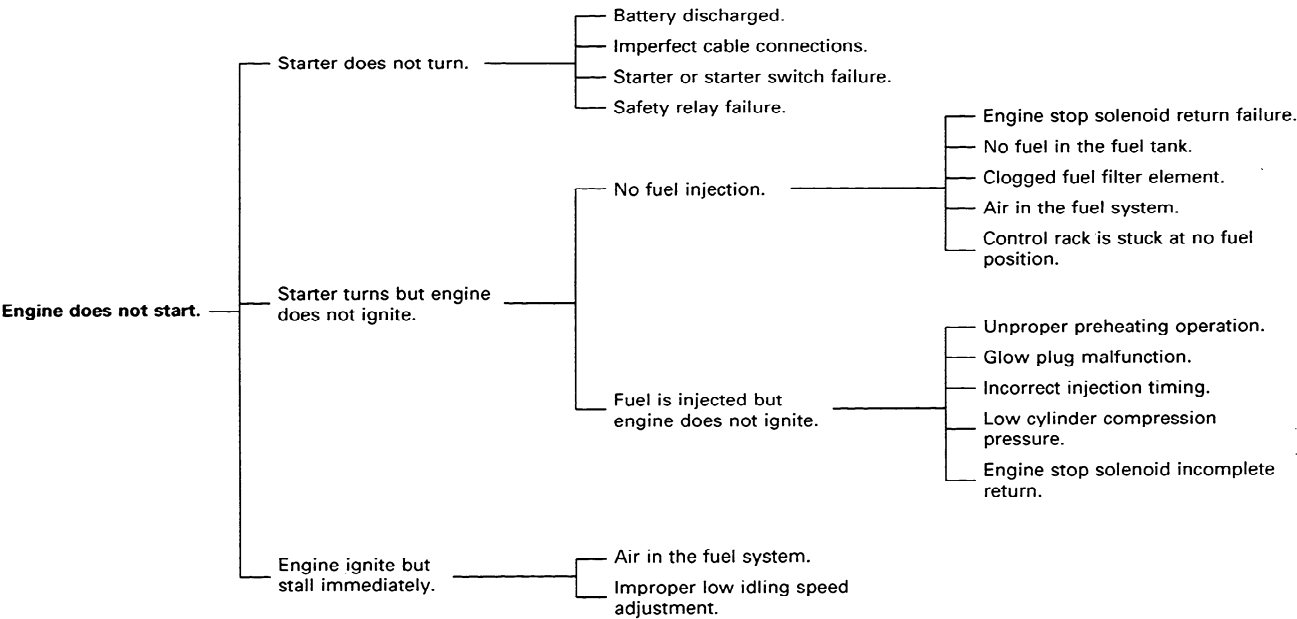 Battery discharged.
Imperfect cable connections.
Starter does not turn.
Starter or starter switch failure.
Safety relay failure.
Engine stop solenoid return failure.
No fuel in the fuel tank.
No fuel injection.
Clogged fuel filter element.
Air in the fuel system.
Control rack is stuck at no fuel
position.
Engine does not start.
Starter turns but engine
does not ignite.
Unproper preheating operation.
Glow plug malfunction.
Incorrect injection timing.
Fuel is injected but
engine does not ignite.
Low cylinder compression
pressure.
Engine stop solenoid incomplete
return.
Engine ignite but
stall immediately.
Air in the fuel system.
Improper low idling speed
adjustment.